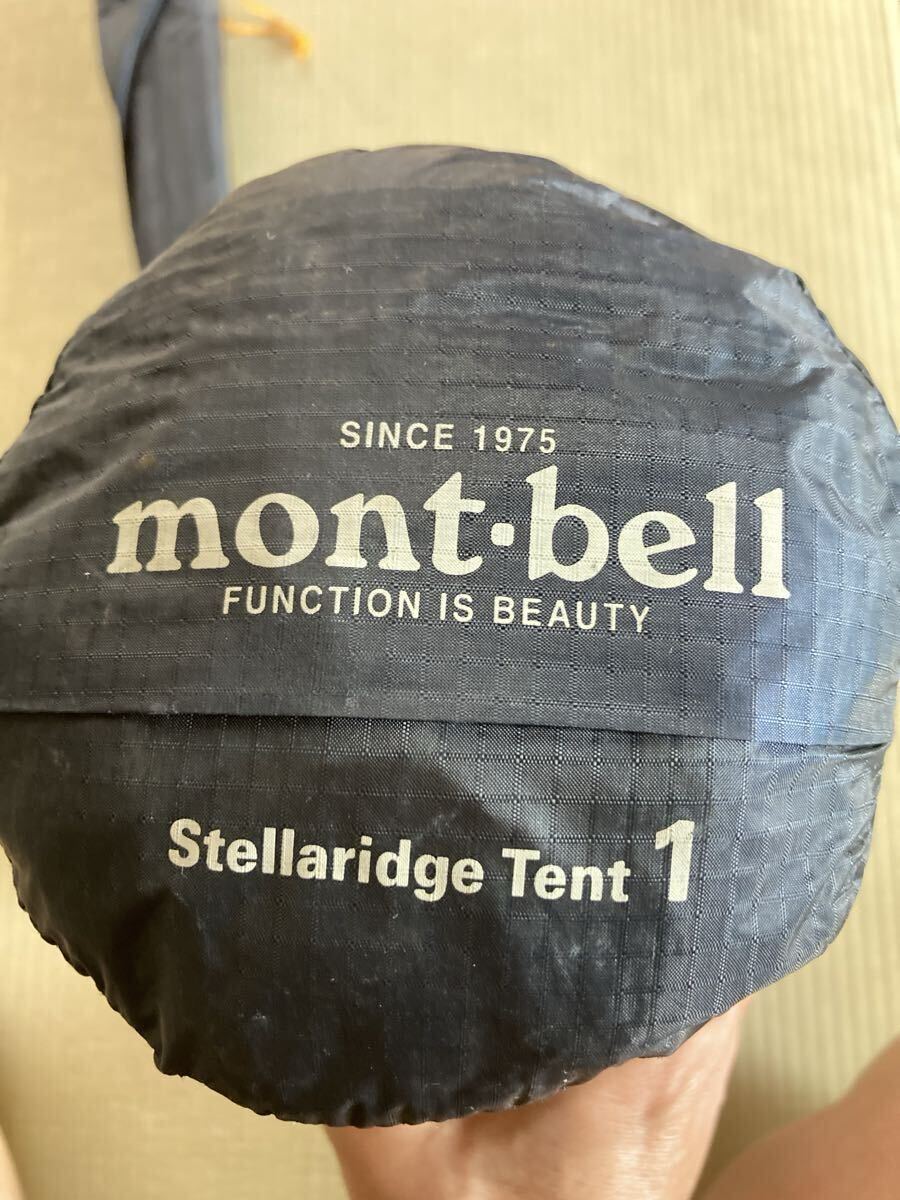 SINCE 1975
mont·bell
FUNCTION IS BEAUTY
Stellaridge Tent 1